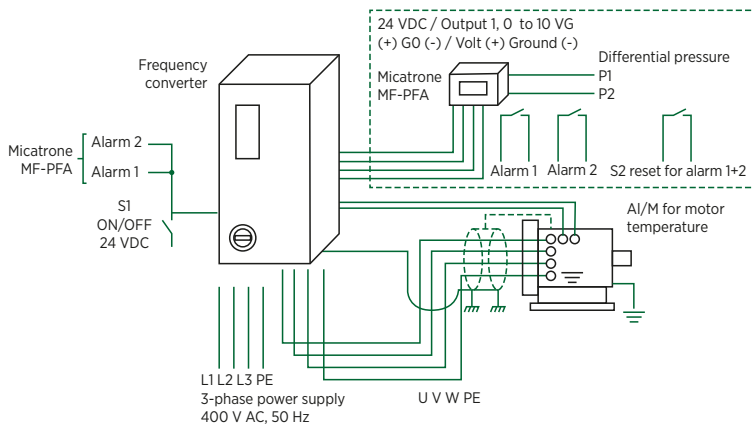 24 VDC / Output 1, 0 to 10 VG
(+) G0 (-) / Volt (+) Ground (-)
Frequency
converter
Micatrone
MF-PFA
Differential pressure
P1
P2
Micatrone
MF-PFA
Alarm 2
Alarm 1
Alarm 1
Alarm 2
S2 reset for alarm 1+2
S1
ON/OFF
24 VDC
AI/M for motor
temperature
L1 L2 L3 PE
3-phase power supply
400 V AC, 50 Hz
U V W PE